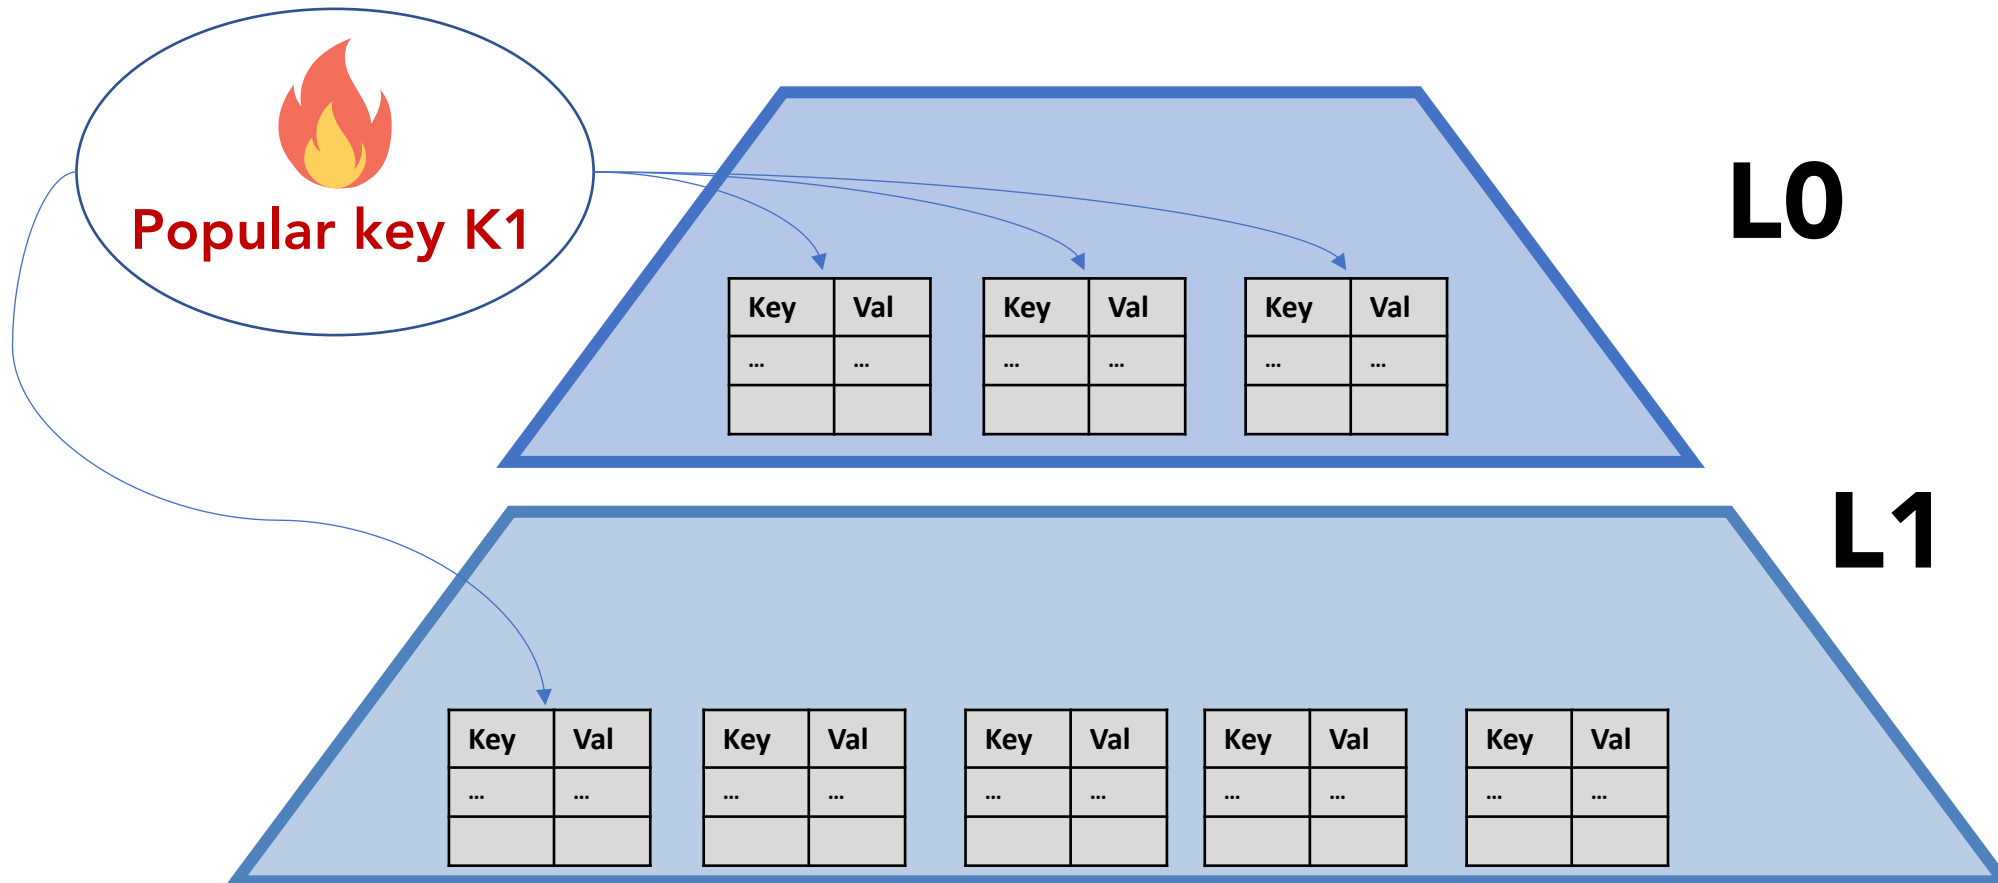 Popular key K1
L0
Key Val Key Val Key Val
... ... ... ... ... ...
L1
Key Val Key Val Key Val Key Val Key Val
... ... ... ... ... ... ... ... ... ...